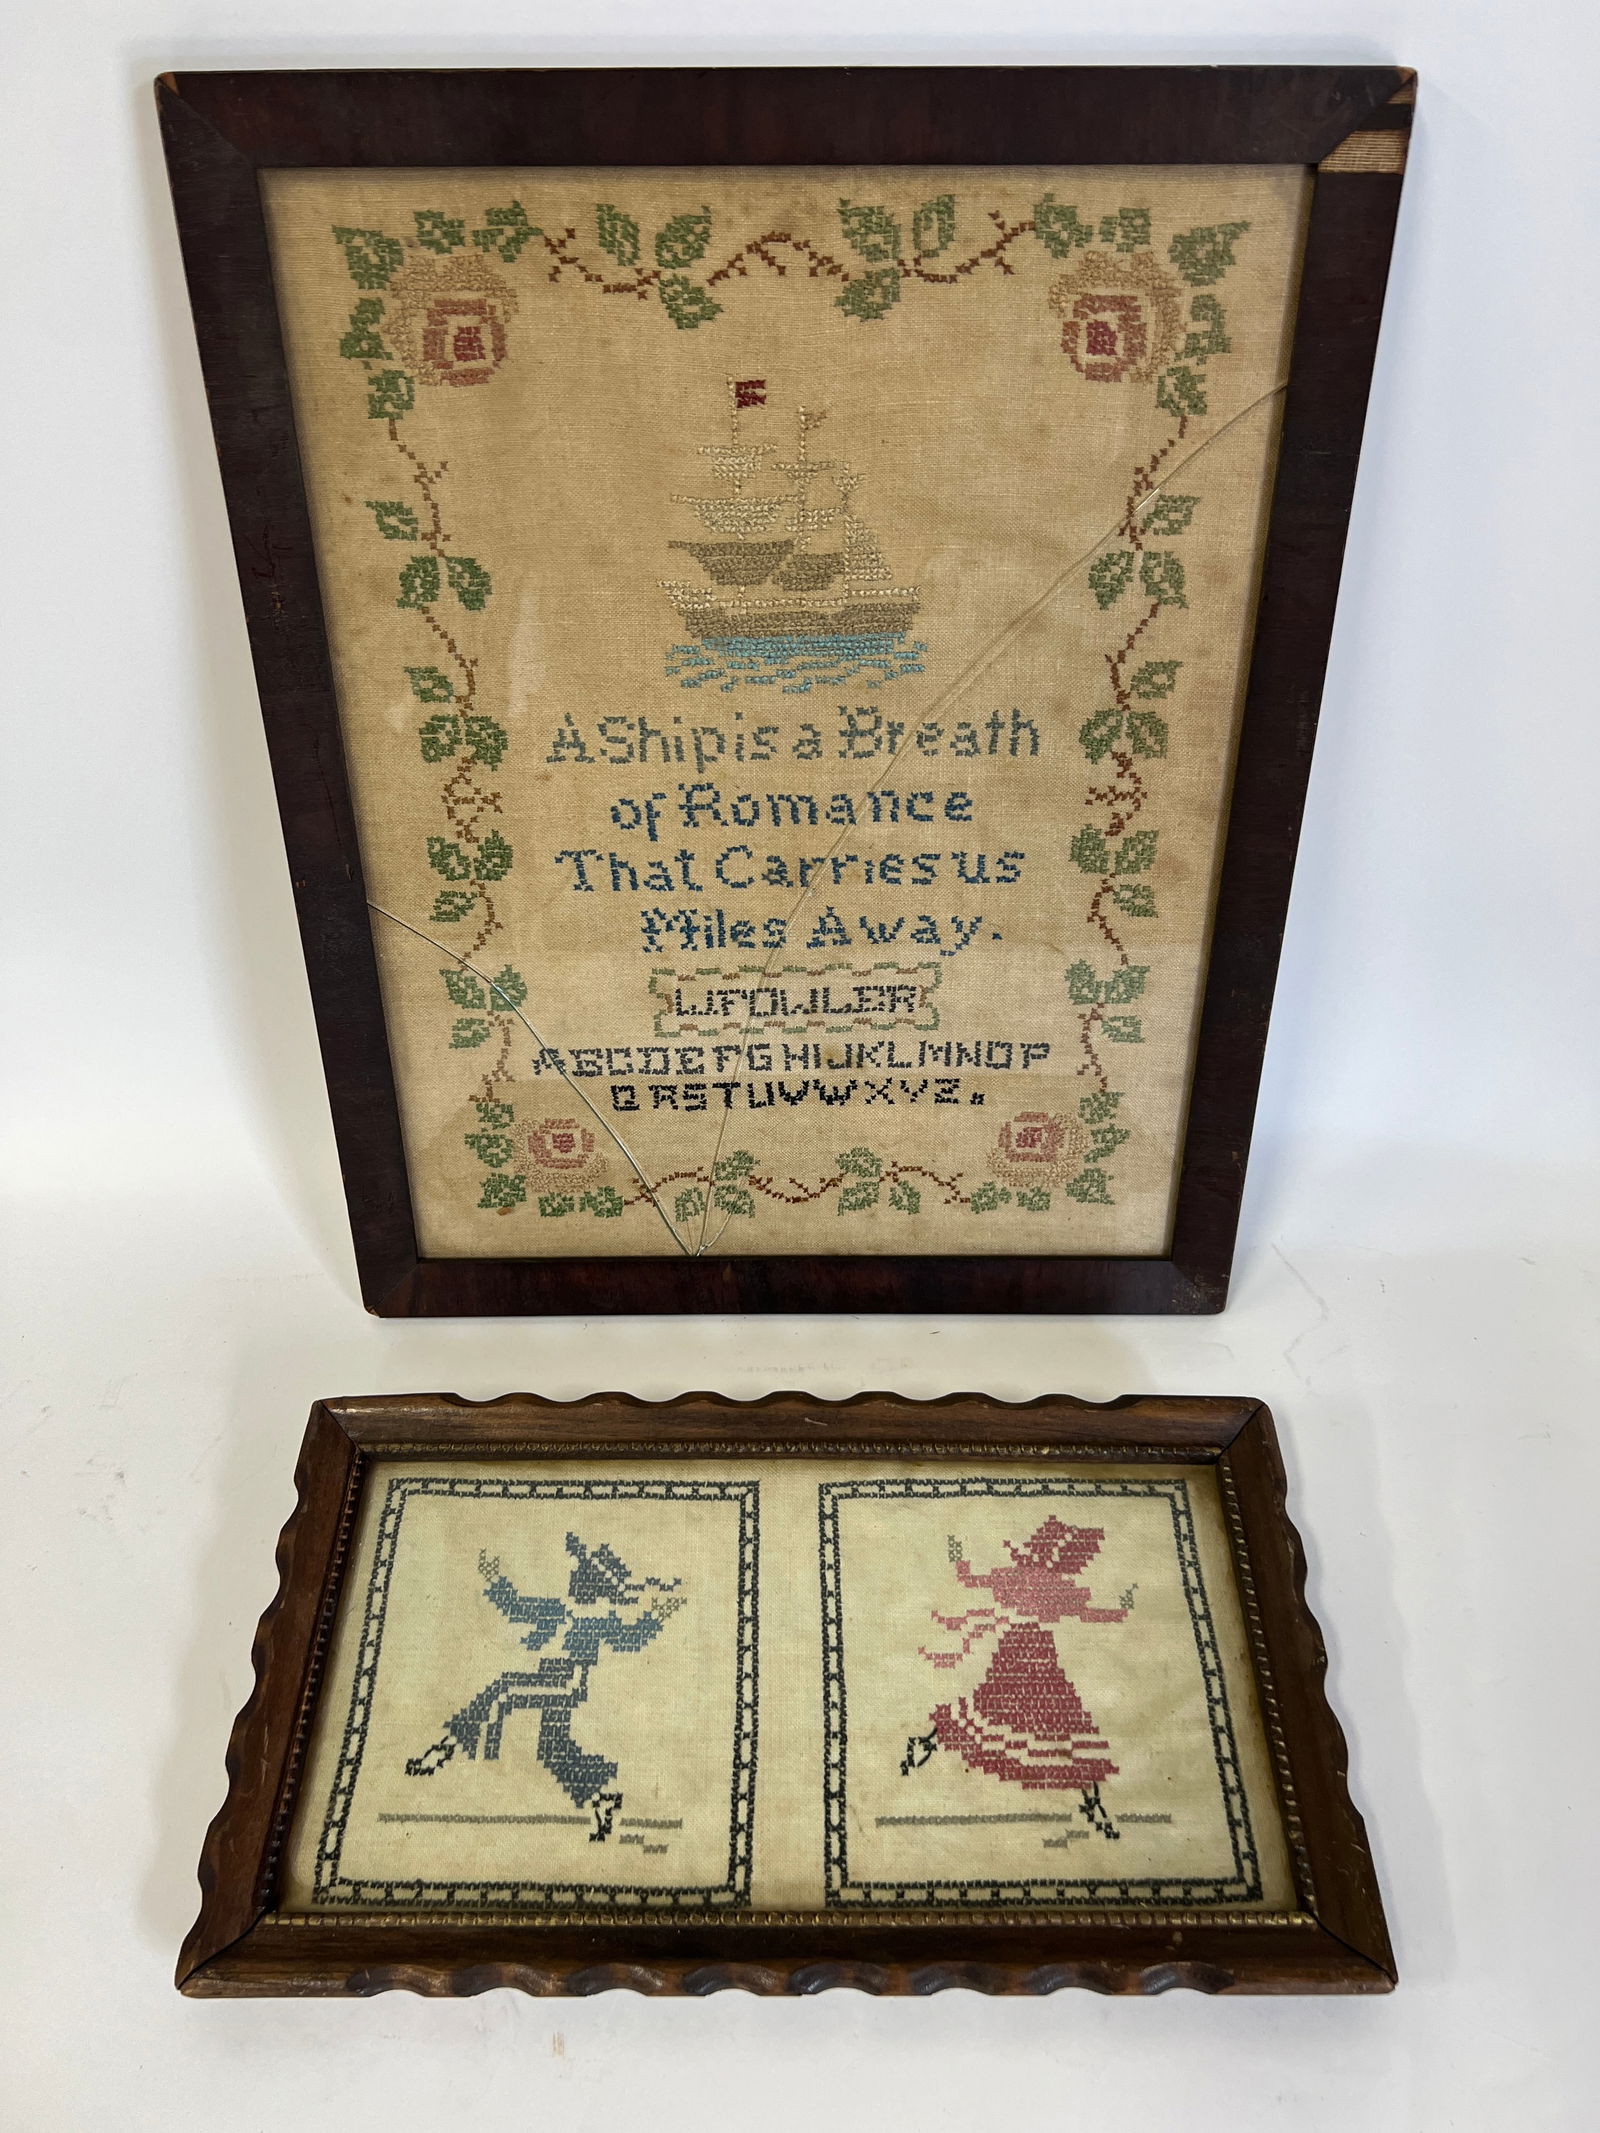 A Ship is a Breath
of Romance
That Carries us
Miles Away.
W.FOWLER
ABCDEFGHIJKLMNOP
QRSTUVWXYZ.